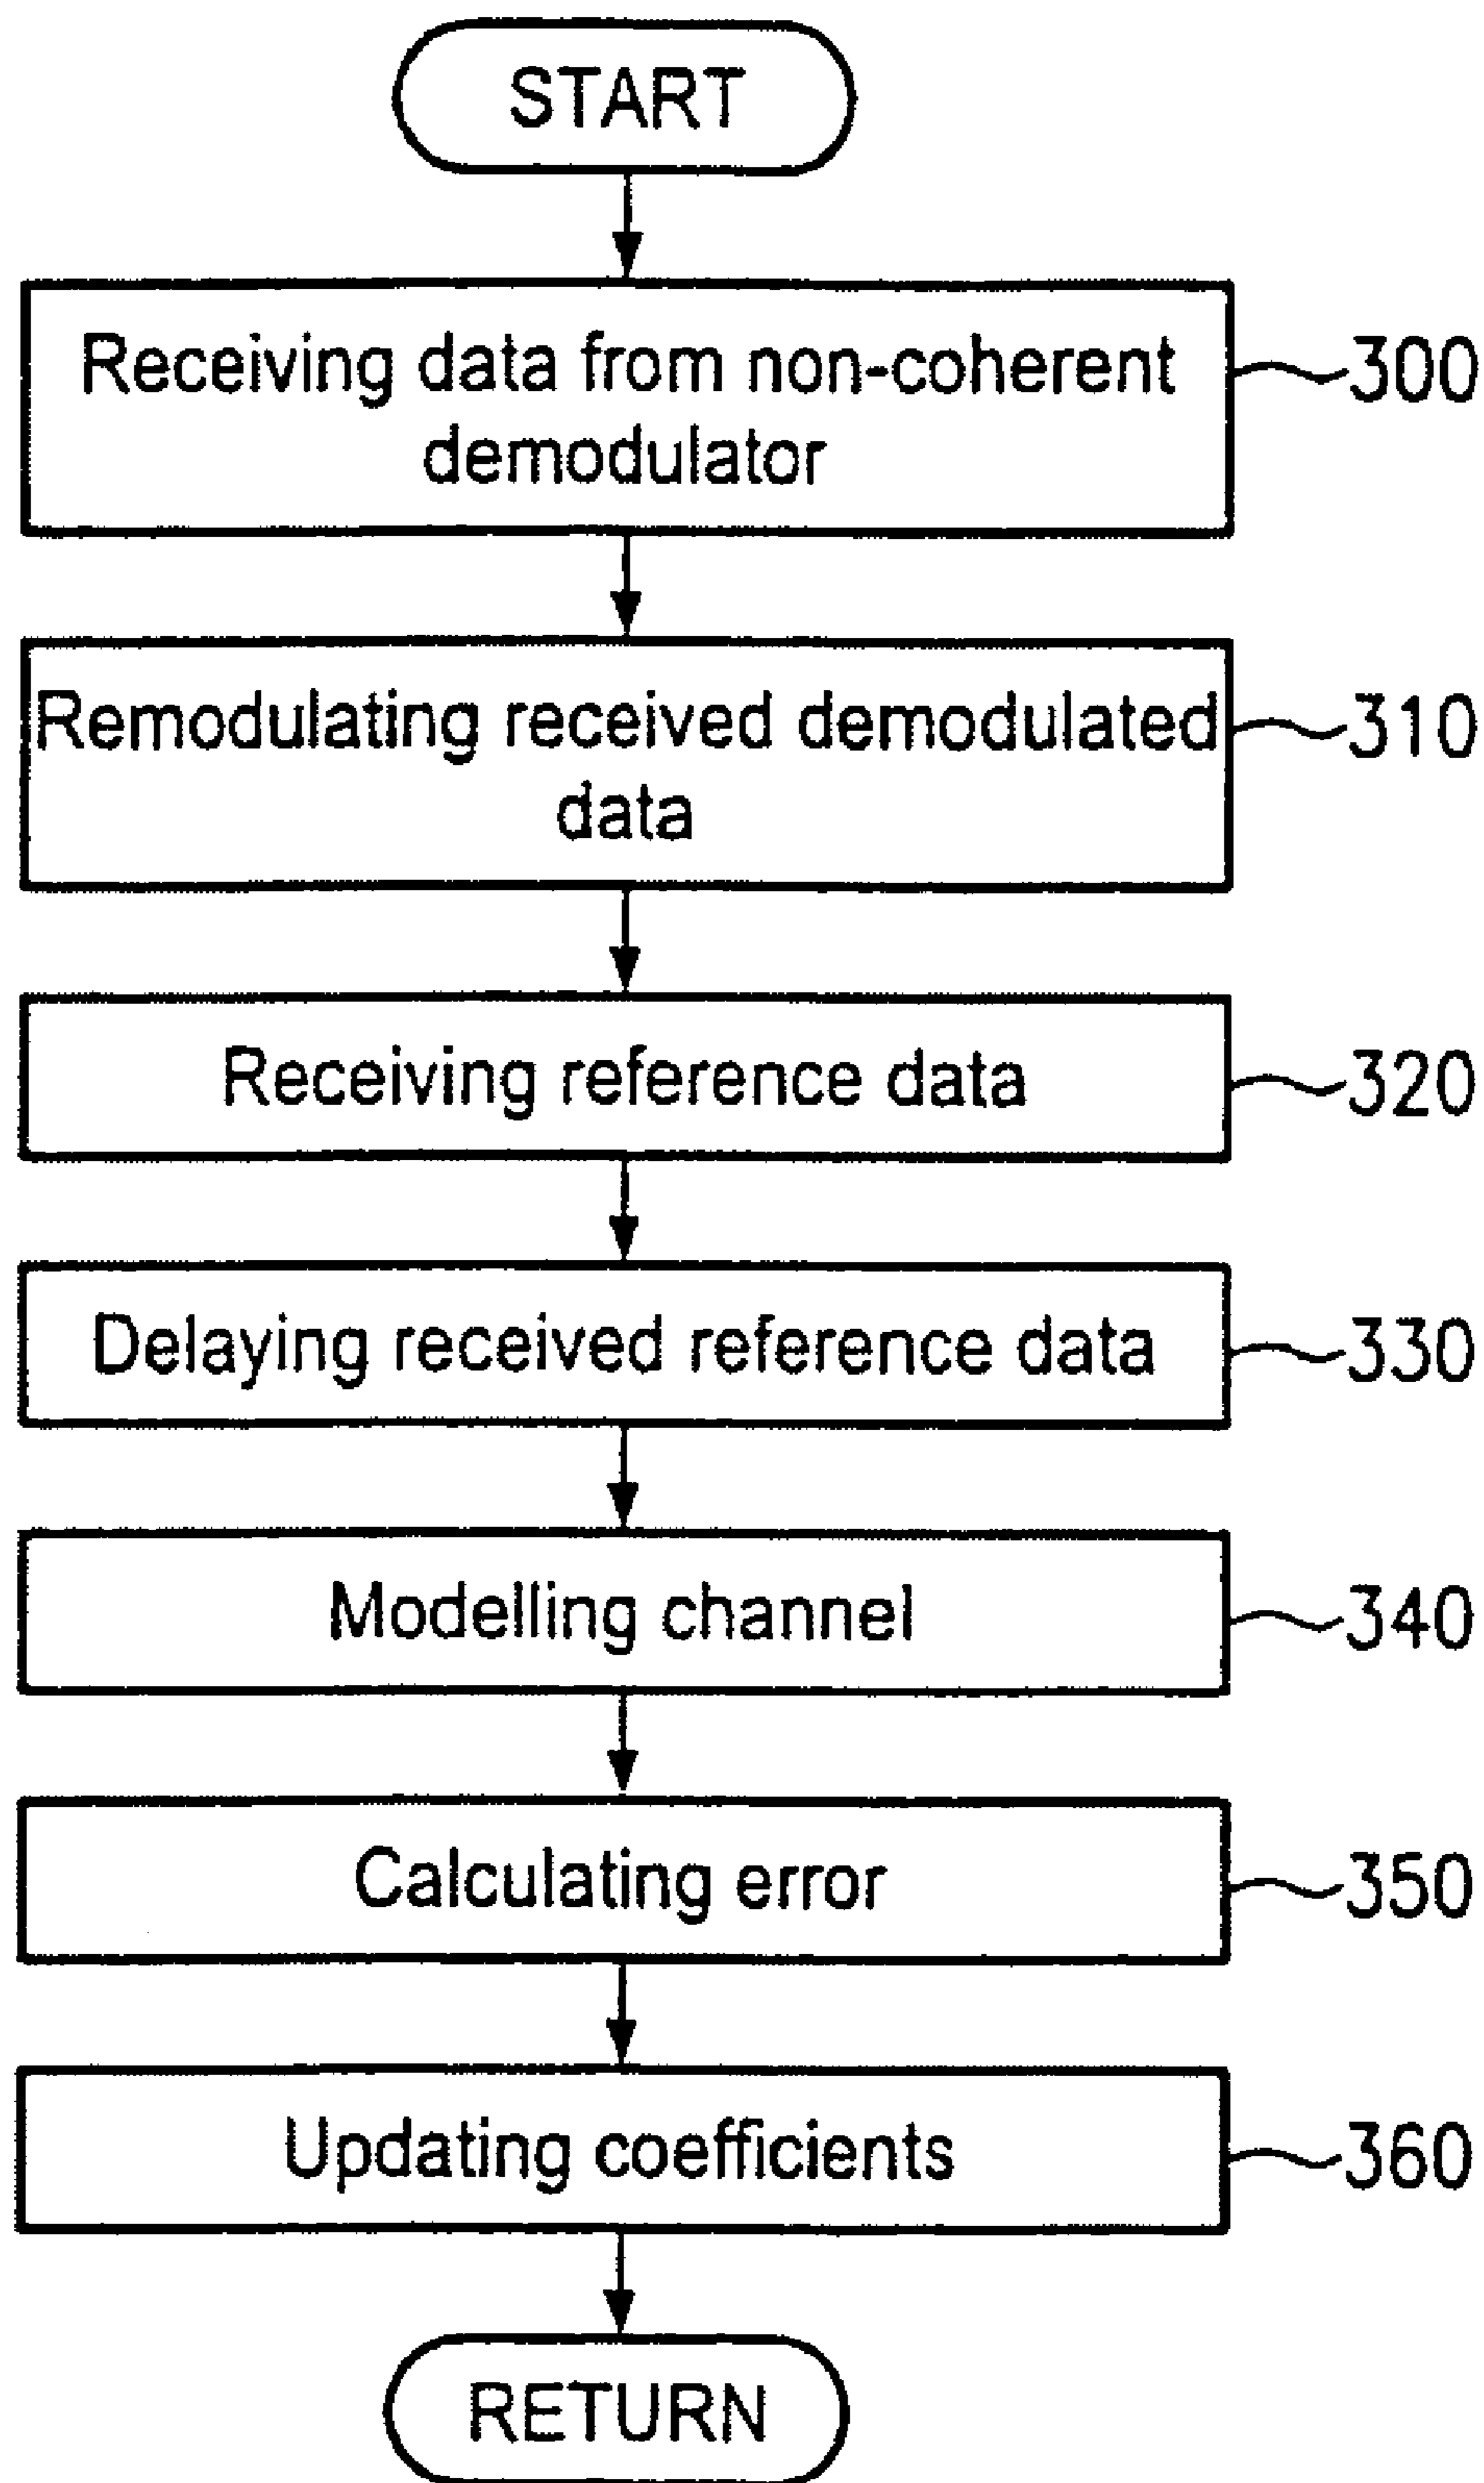 START
Receiving data from non-coherent
demodulator
300
Remodulating received demodulated
data
310
Receiving reference data
320
Delaying received reference data
330
Modelling channel
340
Calculating error
350
Updating coefficients
360
RETURN